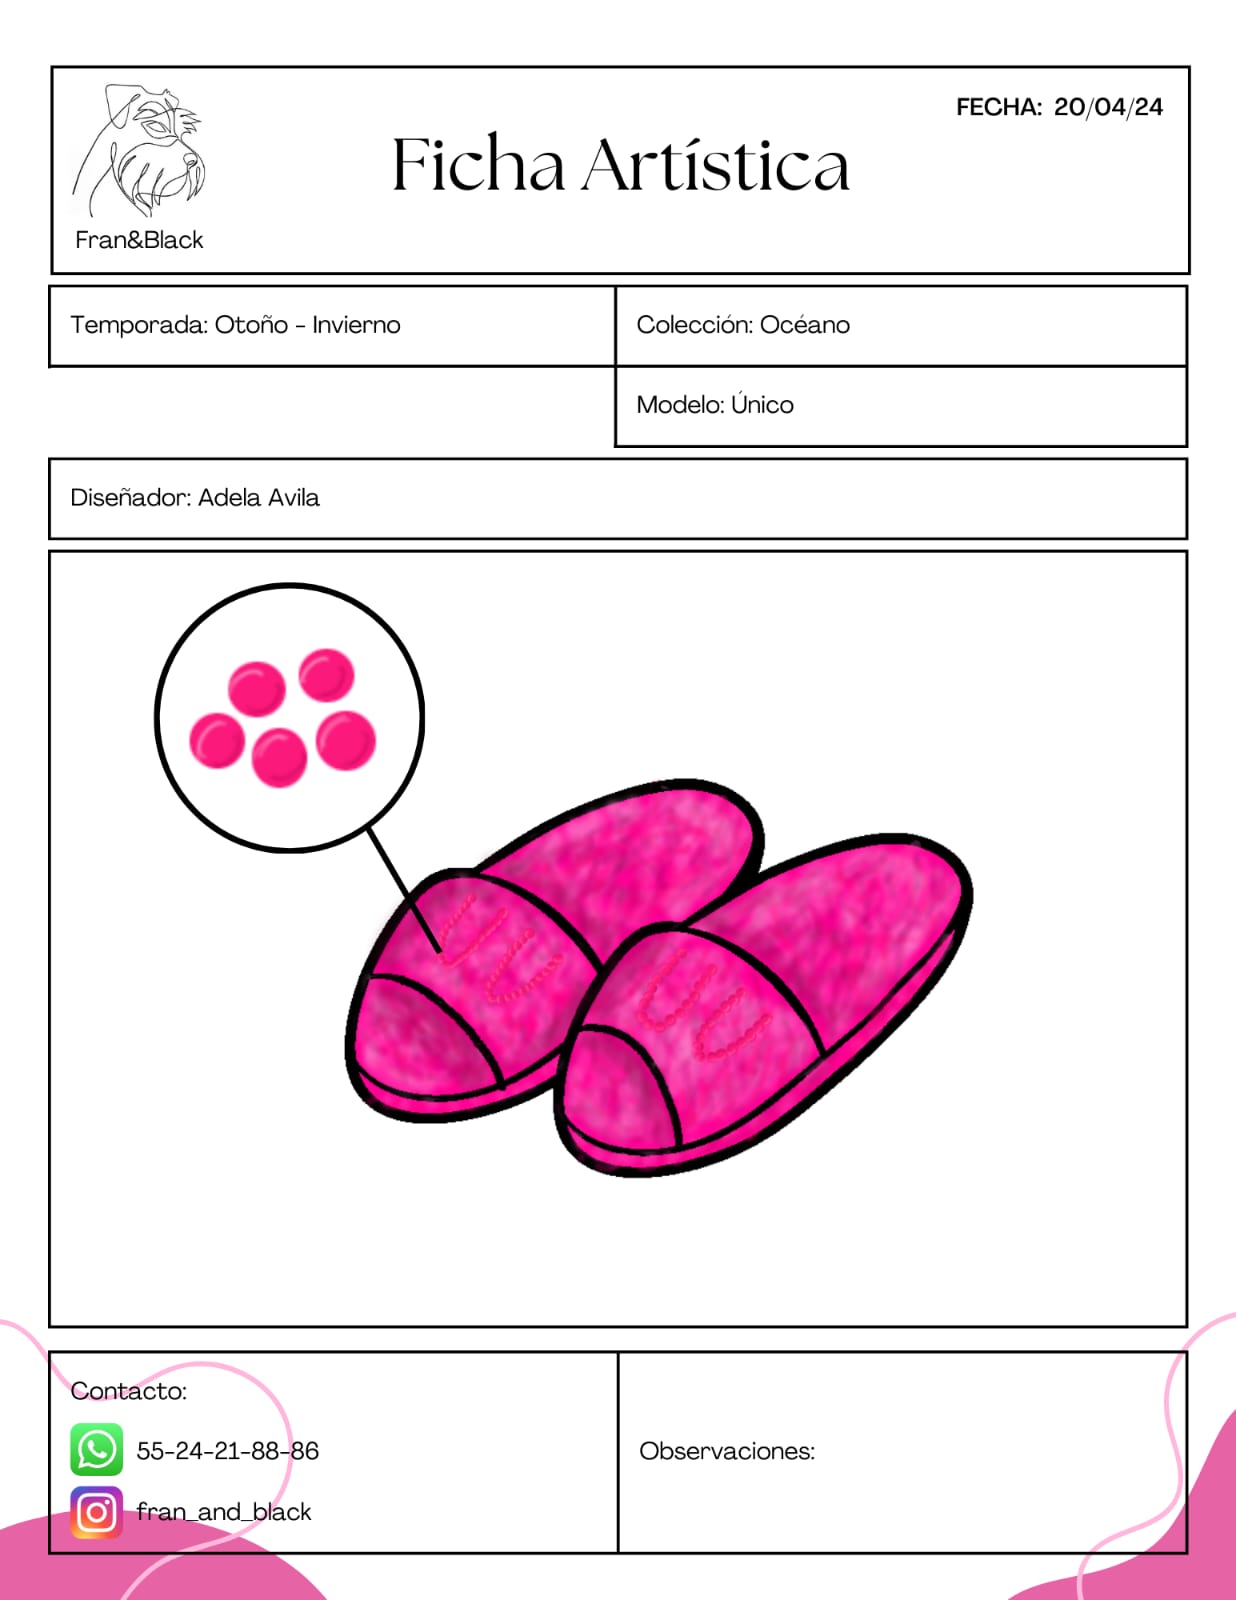 FECHA: 20/04/24
Ficha Artística
Fran&Black
Temporada: Otoño - Invierno
Colección: Océano
Modelo: Único
Diseñador: Adela Avila
Contacto:
55-24-21-88-86
Observaciones:
fran_and_black